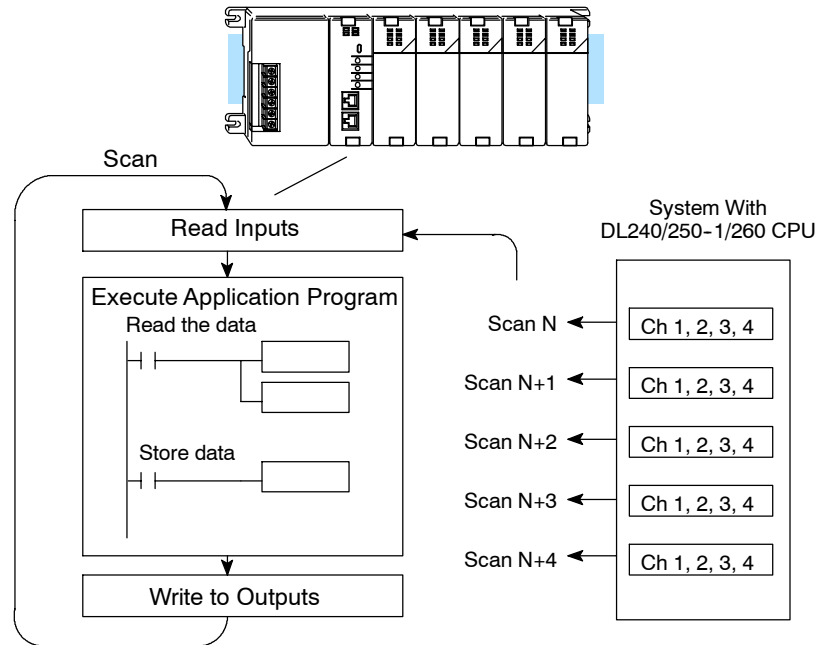 Scan
Read Inputs
Execute Application Program
Read the data
Store data
Write to Outputs
System With
DL240/250-1/260 CPU
Scan N
Ch 1, 2, 3, 4
Scan N+1
Ch 1, 2, 3, 4
Scan N+2
Ch 1, 2, 3, 4
Scan N+3
Ch 1, 2, 3, 4
Scan N+4
Ch 1, 2, 3, 4